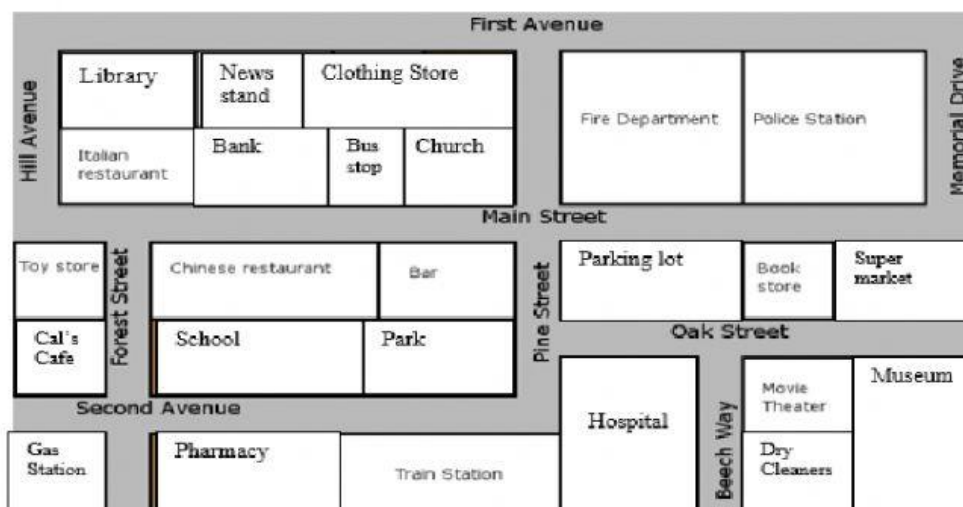 First Avenue
Hill Avenue
Library
News
stand
Clothing Store
Fire Department
Police Station
Memorial Drive
Italian
restaurant
Bank
Bus
stop
Church
Main Street
Toy store
Forest Street
Chinese restaurant
Bar
Pine Street
Parking lot
Book
store
Super
market
Cal's
Cafe
School
Park
Oak Street
Second Avenue
Hospital
Beech Way
Movie
Theater
Museum
Gas
Station
Pharmacy
Train Station
Dry
Cleaners